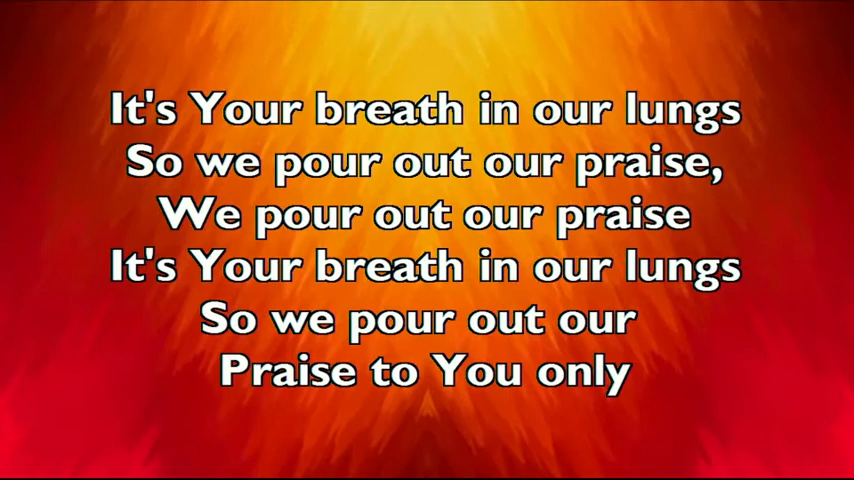 It's Your breath in our lungs
So we pour out our praise,
We pour out our praise
It's Your breath in our lungs
So we pour out our
Praise to You only